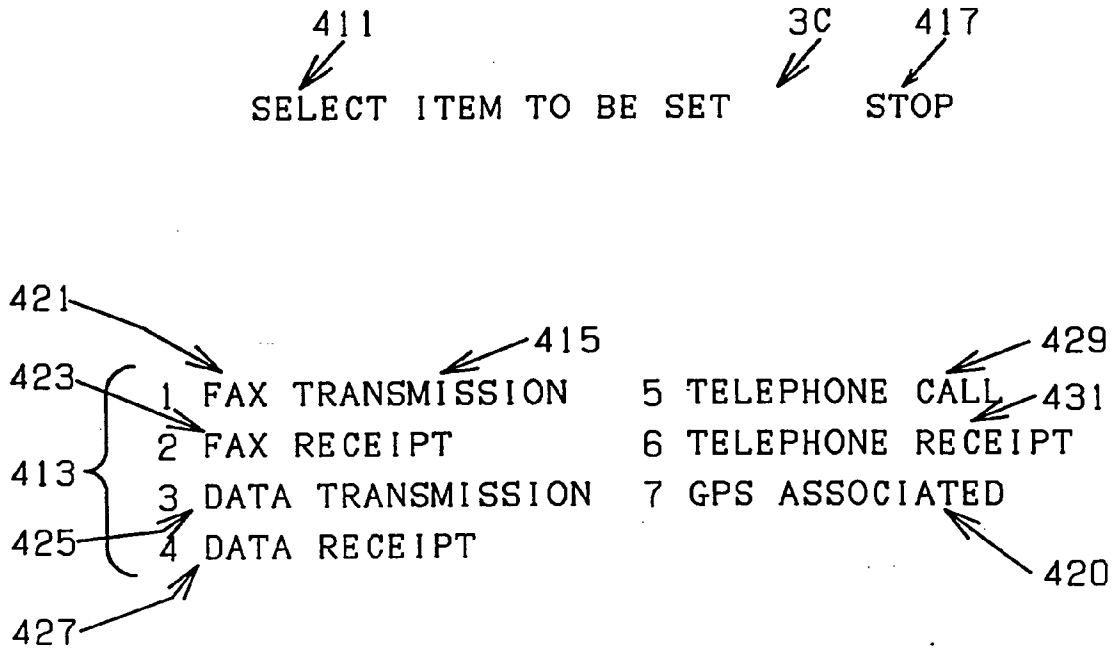 411 3C 417
SELECT ITEM TO BE SET STOP
421
415 429
423 1 FAX TRANSMISSION 5 TELEPHONE CALL 431
2 FAX RECEIPT 6 TELEPHONE RECEIPT
413
3 DATA TRANSMISSION 7 GPS ASSOCIATED
425 4 DATA RECEIPT
420
427